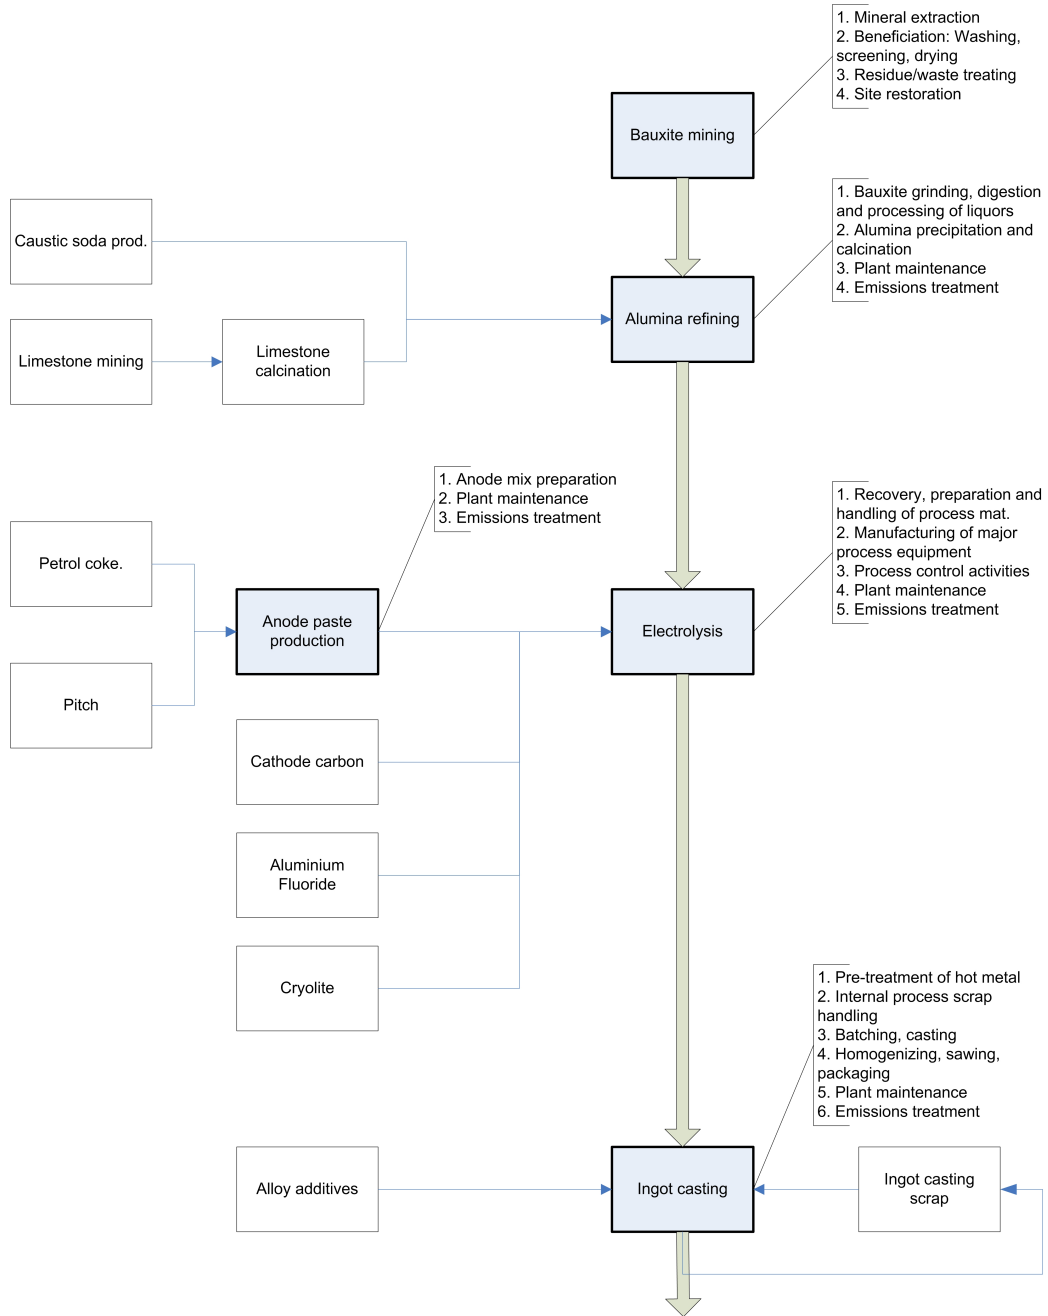 1. Mineral extraction
2. Beneficiation: Washing,
screening, drying
3. Residue/waste treating
4. Site restoration
Bauxite mining
1. Bauxite grinding, digestion
and processing of liquors
2. Alumina precipitation and
calcination
3. Plant maintenance
4. Emissions treatment
Caustic soda prod.
Alumina refining
Limestone mining
Limestone
calcination
1. Anode mix preparation
2. Plant maintenance
3. Emissions treatment
1. Recovery, preparation and
handling of process mat.
2. Manufacturing of major
process equipment
3. Process control activities
4. Plant maintenance
5. Emissions treatment
Petrol coke.
Anode paste
production
Electrolysis
Pitch
Cathode carbon
Aluminium
Fluoride
Cryolite
1. Pre-treatment of hot metal
2. Internal process scrap
handling
3. Batching, casting
4. Homogenizing, sawing,
packaging
5. Plant maintenance
6. Emissions treatment
Alloy additives
Ingot casting
Ingot casting
scrap